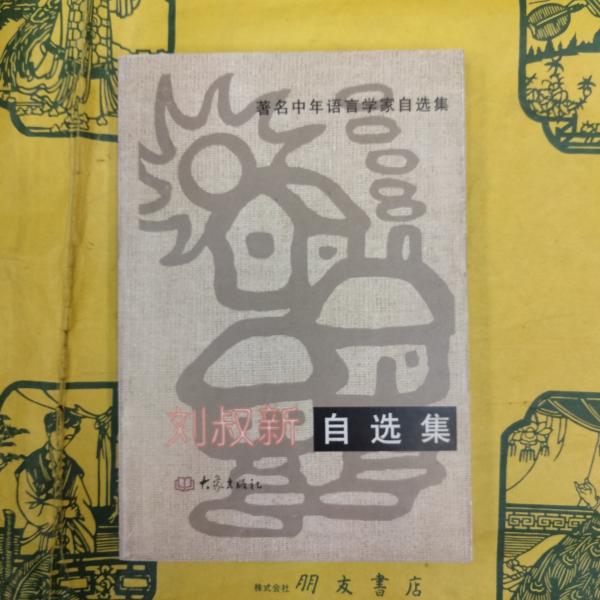 著名中年语言学家自选集
刘叔新 自选集
大象出版社
株式会社 朋友書店